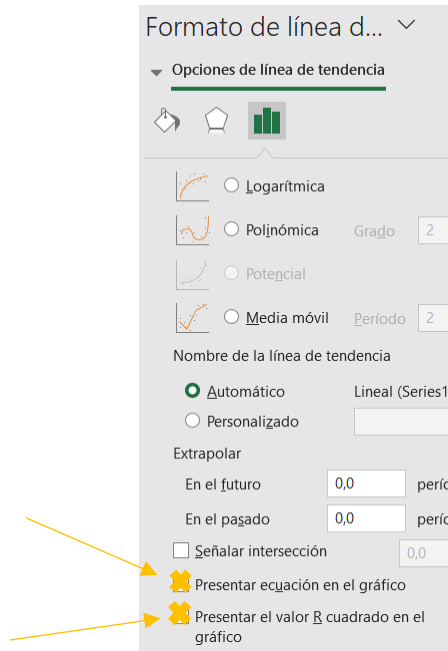 Formato de línea d...
Opciones de línea de tendencia
Logarítmica
Polinómica Grado 2
Potencial
Media móvil Período 2
Nombre de la línea de tendencia
Automático Lineal (Series1
Personalizado
Extrapolar
En el futuro 0,0 períc
En el pasado 0,0 períc
Señalar intersección 0,0
Presentar ecuación en el gráfico
Presentar el valor R cuadrado en el
gráfico